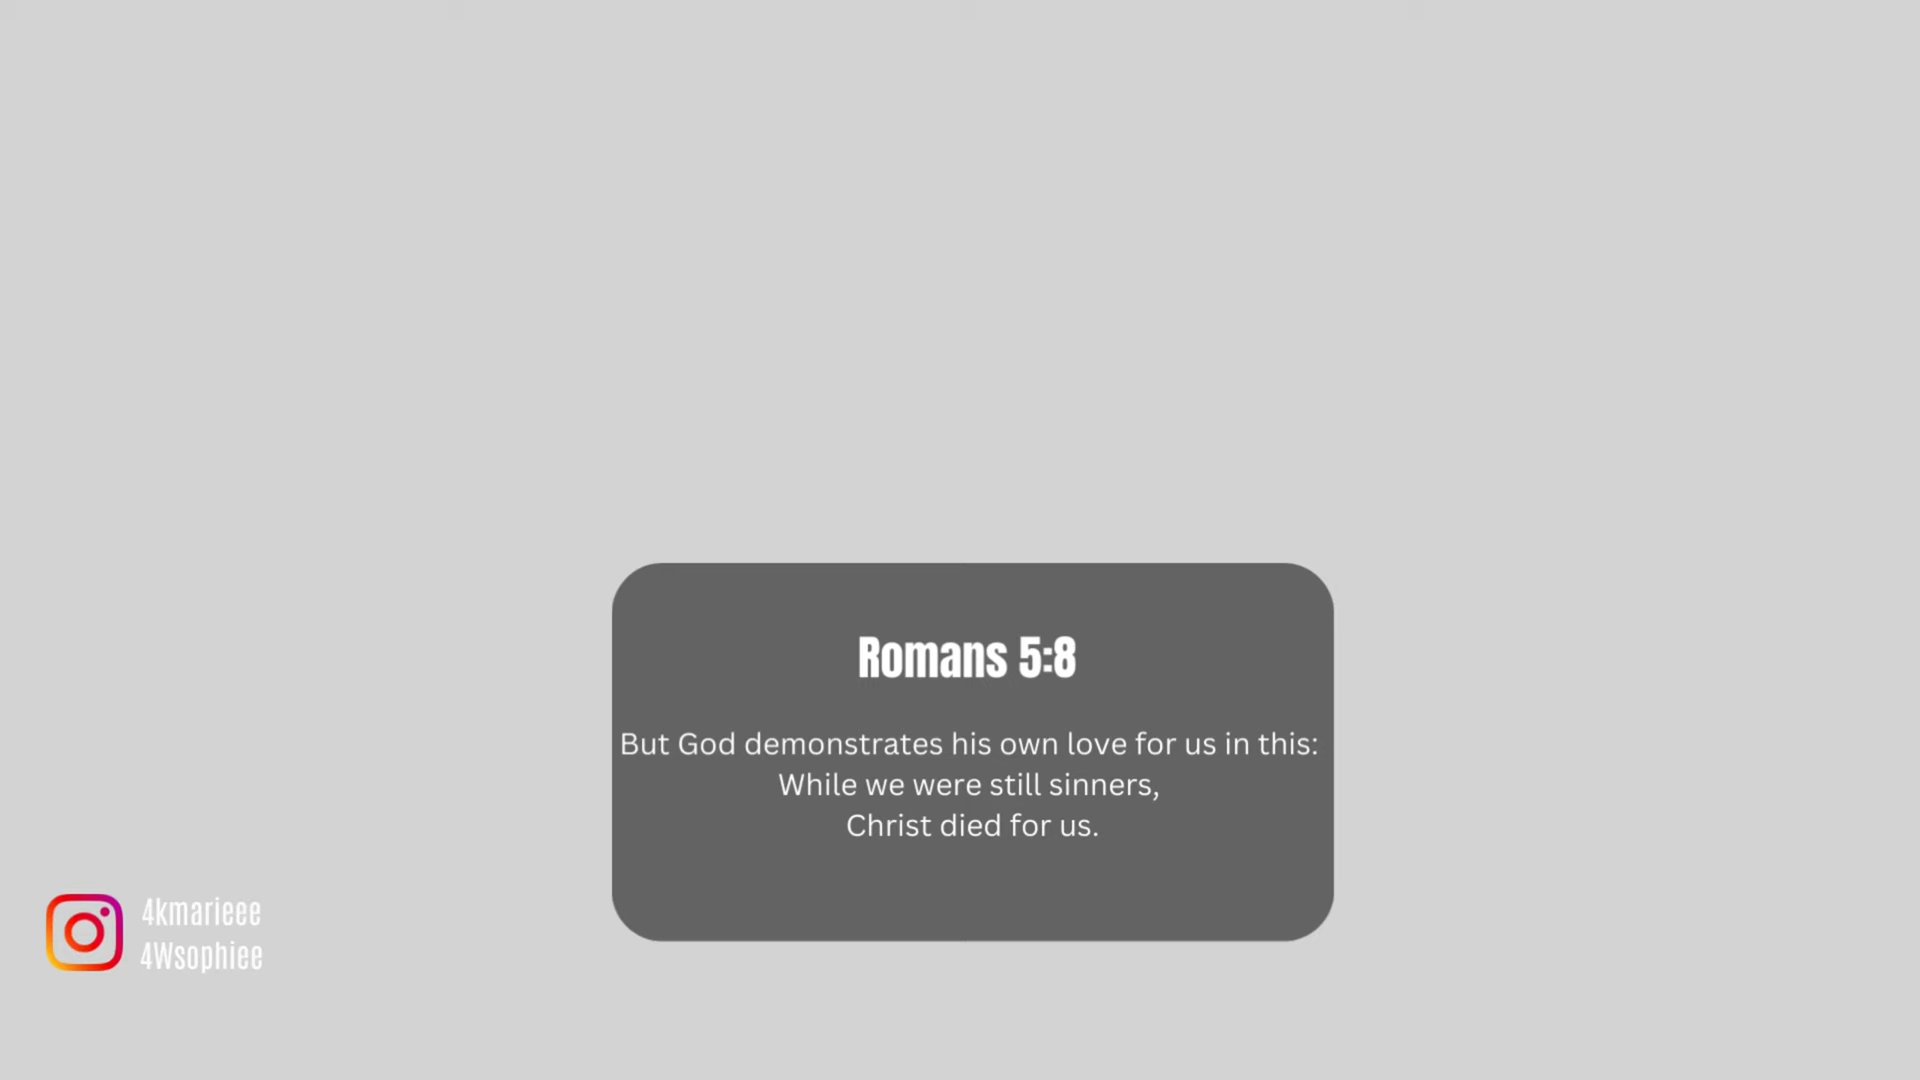 Romans 5:8
But God demonstrates his own love for us in this:
While we were still sinners,
Christ died for us.
4kmarieee
4Wsophiee